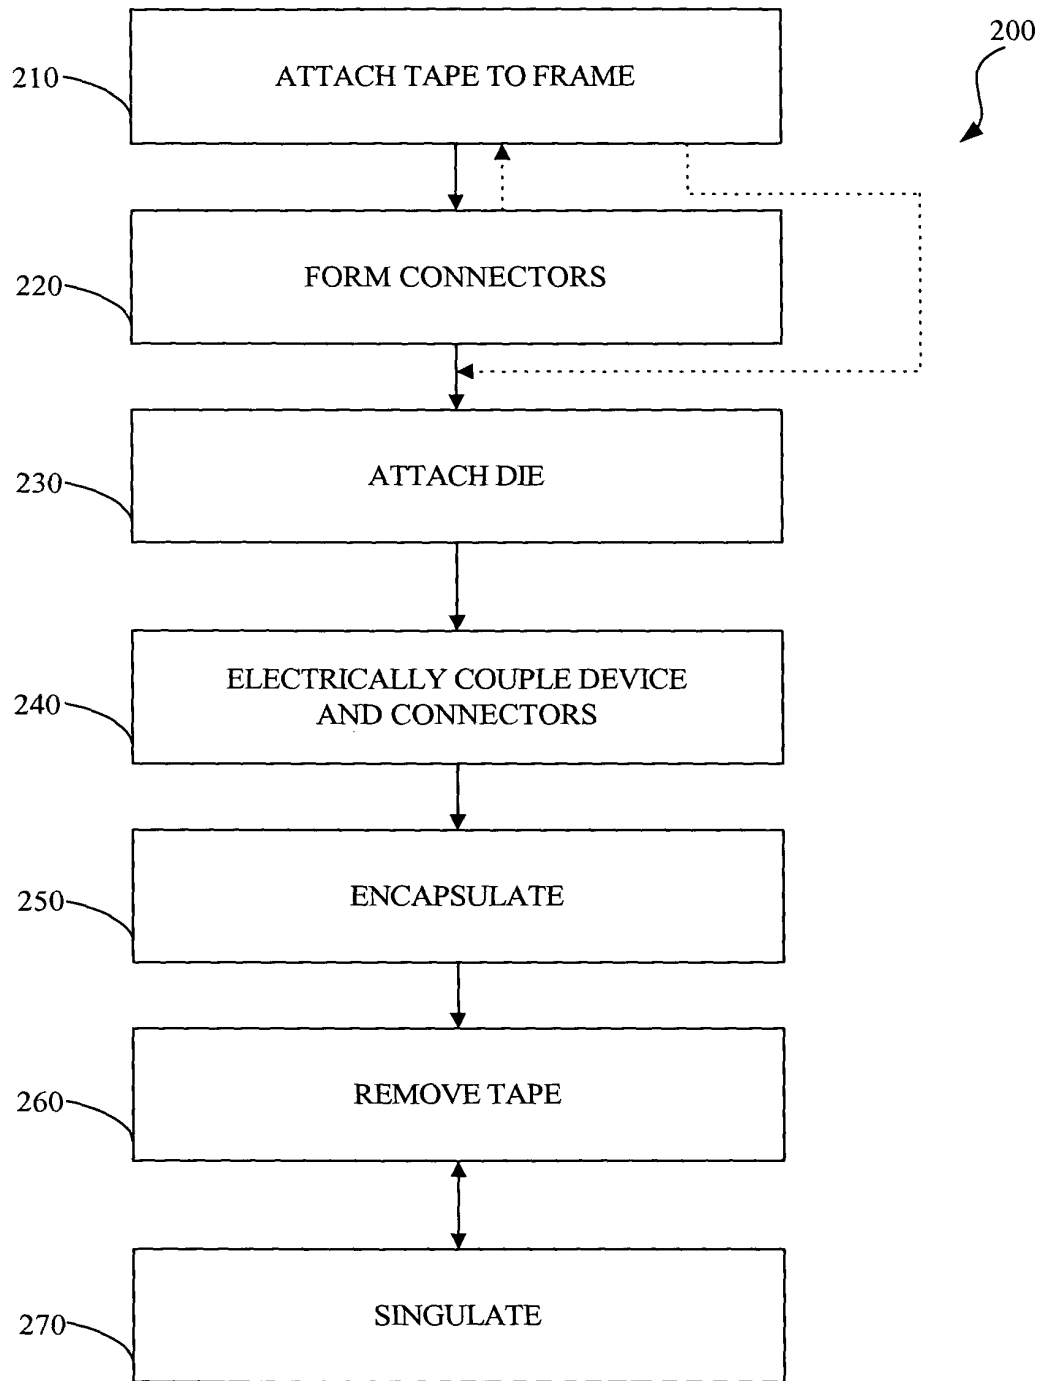 200
210
ATTACH TAPE TO FRAME
220
FORM CONNECTORS
230
ATTACH DIE
240
ELECTRICALLY COUPLE DEVICE
AND CONNECTORS
250
ENCAPSULATE
260
REMOVE TAPE
270
SINGULATE